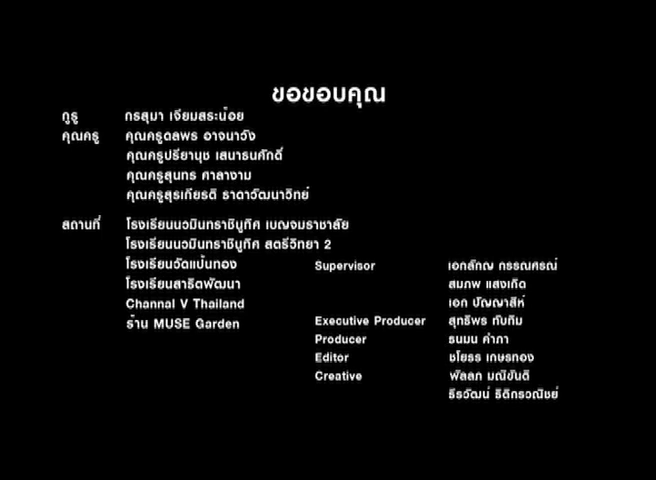 ขอขอบคุณ
กูรู กรสุมา เจียมสระน้อย
คุณครู คุณครูดลพร อาจนาวัง
คุณครูปรียานุช เสนารนศักดิ์
คุณครูสุนทร ศาลางาม
คุณครูสุรเกียรติ ธาดาวัฒนาวิทย์
สถานที่ โรงเรียนนวมินทราชินูทิศ เบญจมราชาลัย
โรงเรียนนวมินทราชินูทิศ สตรีวิทยา 2
โรงเรียนวัดแป้นทอง
โรงเรียนสาธิตพัฒนา
Channal V Thailand
ร้าน MUSE Garden
Supervisor เอกลักญ กรรณศรณ์
สมภพ แสงเกิด
เอก ปัญญาสีห์
Executive Producer สุทธิพร ทับทิม
Producer ธนมน คำภา
Editor ชโยธร เกษรทอง
Creative พัลลภ มณีขันติ
ธีรวัฒน์ ธิติกรวณิชย์